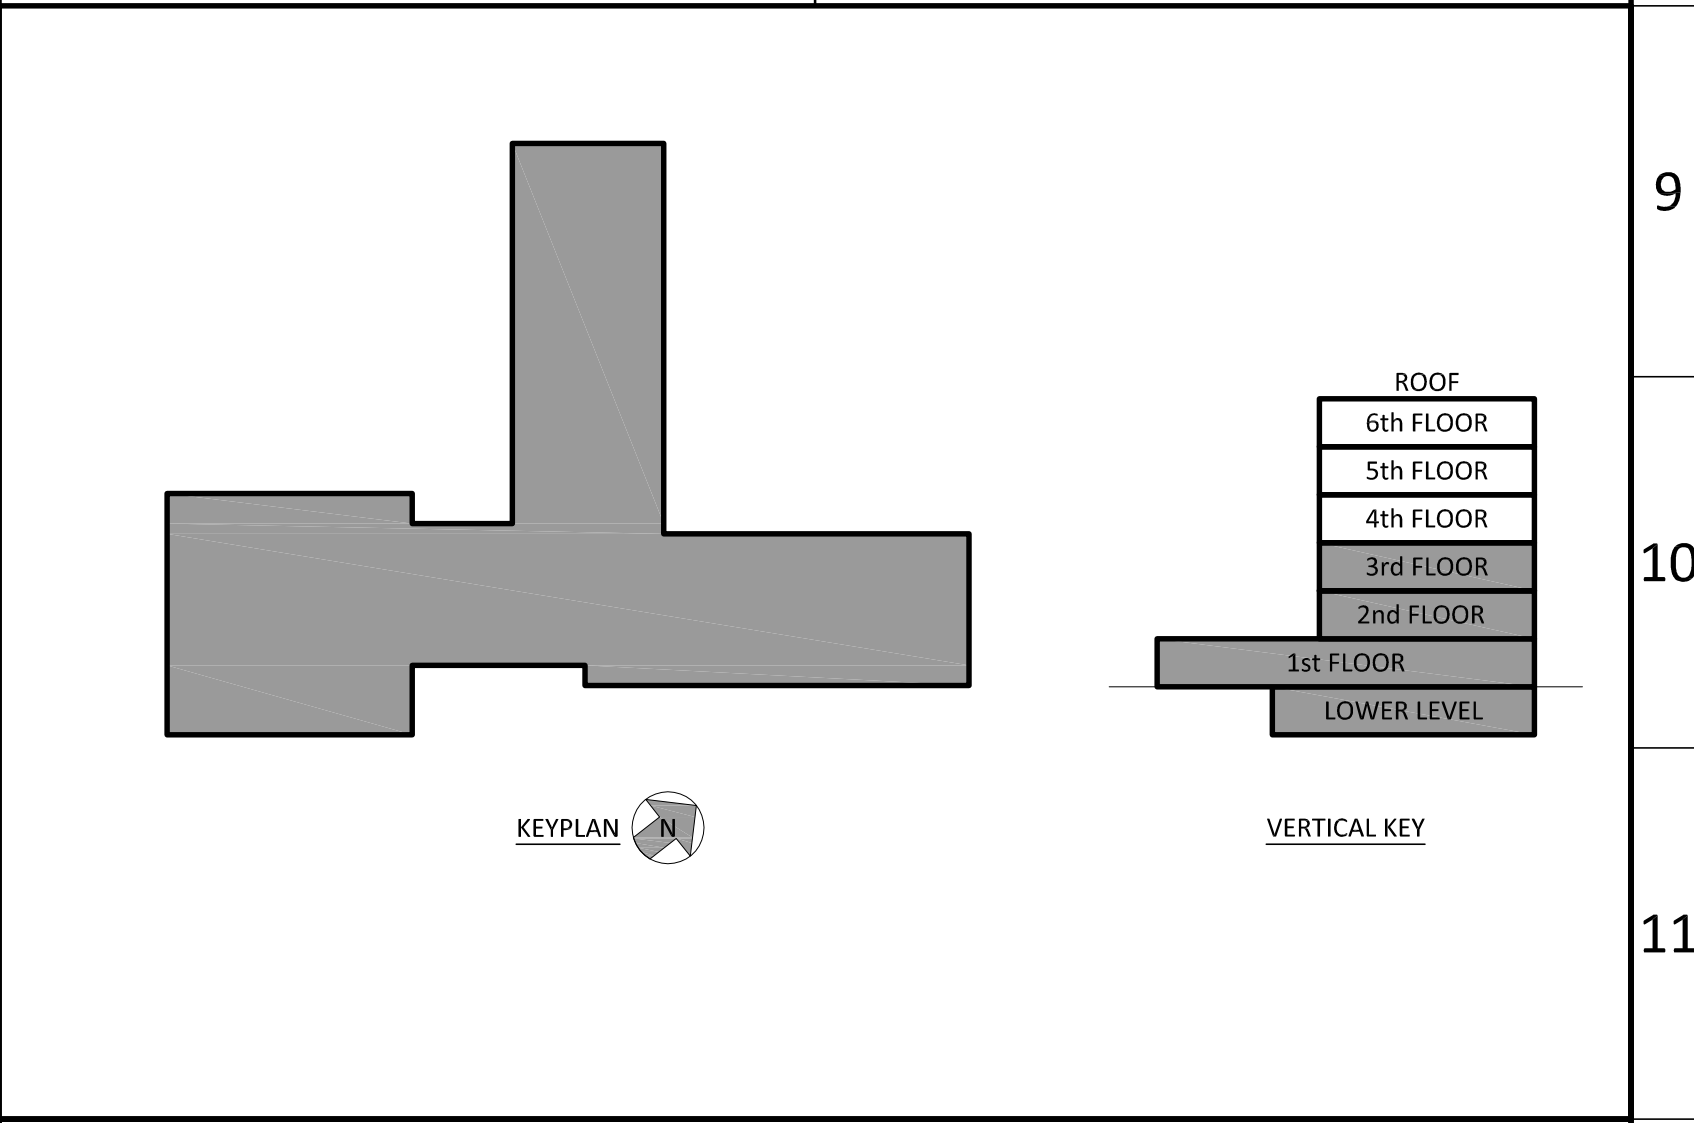 9
ROOF
6th FLOOR
5th FLOOR
4th FLOOR
3rd FLOOR
10
2nd FLOOR
1st FLOOR
LOWER LEVEL
KEYPLAN
N
VERTICAL KEY
11